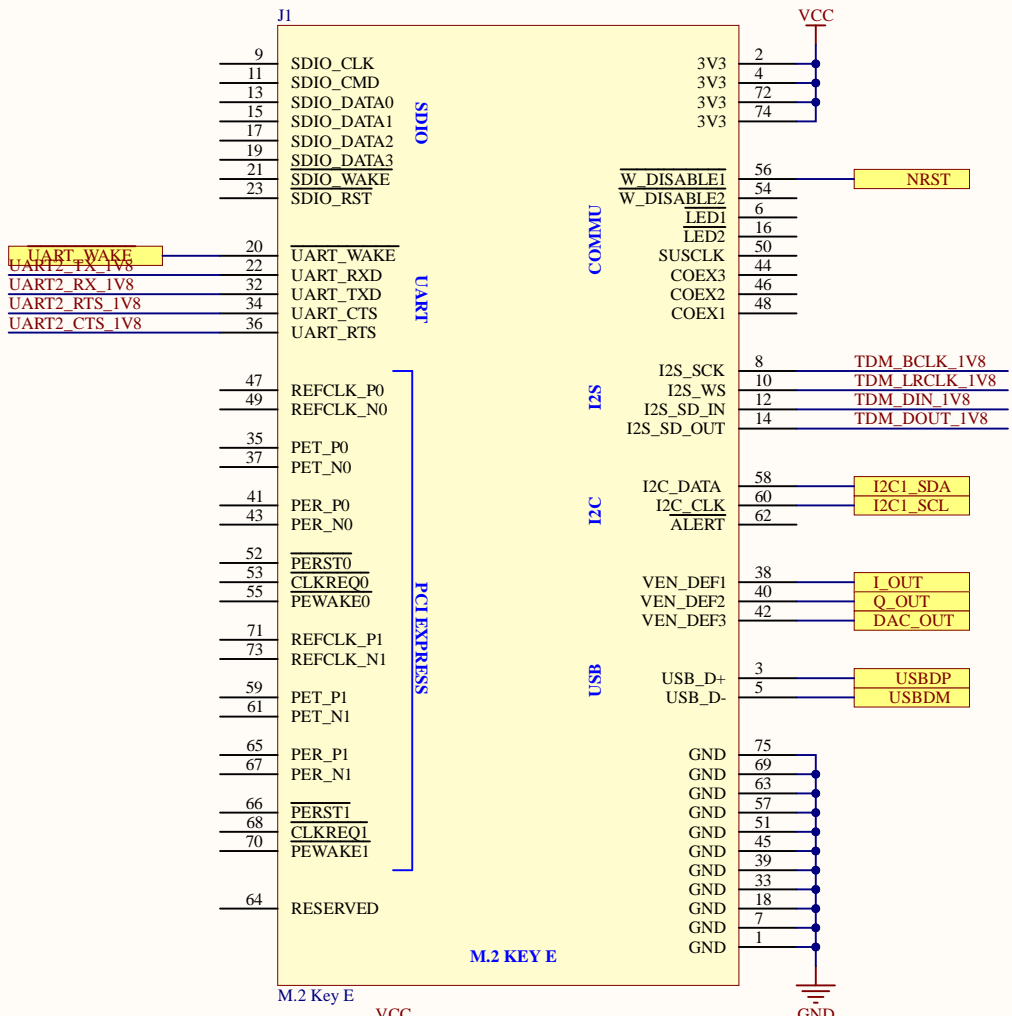 J1
VCC
9 SDIO_CLK
11 SDIO_CMD
13 SDIO_DATA0
15 SDIO_DATA1
17 SDIO_DATA2
19 SDIO_DATA3
21 SDIO_WAKE
23 SDIO_RST
SDIO
UART_WAKE 20 UART_WAKE
UART2_TX_1V8 22 UART_RXD
UART2_RX_1V8 32 UART_TXD
UART2_RTS_1V8 34 UART_CTS
UART2_CTS_1V8 36 UART_RTS
UART
47 REFCLK_P0
49 REFCLK_N0
35 PET_P0
37 PET_N0
41 PER_P0
43 PER_N0
52 PERST0
53 CLKREQ0
55 PEWAKE0
71 REFCLK_P1
73 REFCLK_N1
59 PET_P1
61 PET_N1
65 PER_P1
67 PER_N1
66 PERST1
68 CLKREQ1
70 PEWAKE1
PCI EXPRESS
64 RESERVED
3V3 2
3V3 4
3V3 72
3V3 74
W_DISABLE1 56 NRST
W_DISABLE2 54
LED1 6
LED2 16
SUSCLK 50
COEX3 44
COEX2 46
COEX1 48
COMMU
I2S_SCK 8 TDM_BCLK_1V8
I2S_WS 10 TDM_LRCLK_1V8
I2S_SD_IN 12 TDM_DIN_1V8
I2S_SD_OUT 14 TDM_DOUT_1V8
I2S
I2C_DATA 58 I2C1_SDA
I2C_CLK 60 I2C1_SCL
ALERT 62
I2C
VEN_DEF1 38 I_OUT
VEN_DEF2 40 Q_OUT
VEN_DEF3 42 DAC_OUT
USB_D+ 3 USBDP
USB_D- 5 USBDM
USB
GND 75
GND 69
GND 63
GND 57
GND 51
GND 45
GND 39
GND 33
GND 18
GND 7
GND 1
M.2 KEY E
M.2 Key E
VCC
GND